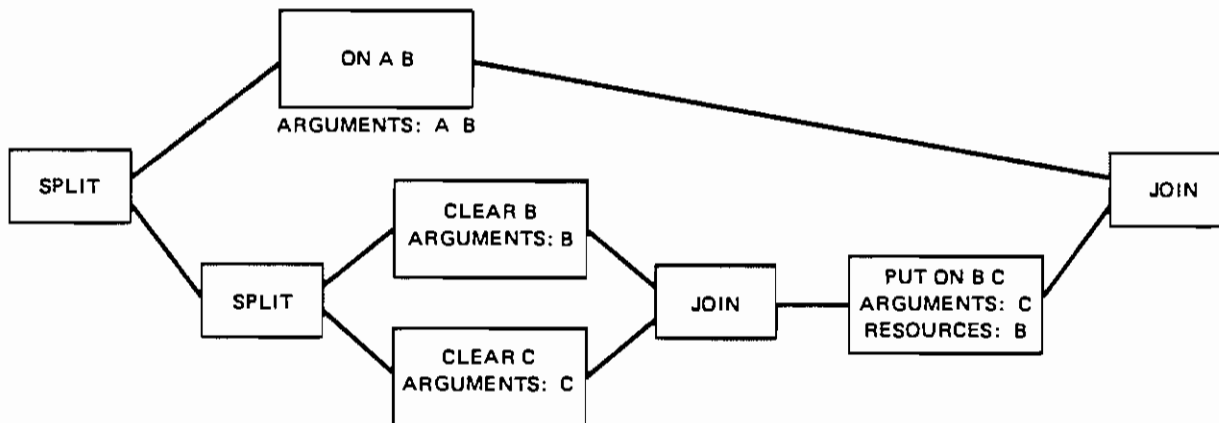 ON A B
ARGUMENTS: A B
SPLIT
JOIN
CLEAR B
ARGUMENTS: B
SPLIT
JOIN
PUT ON B C
ARGUMENTS: C
RESOURCES: B
CLEAR C
ARGUMENTS: C